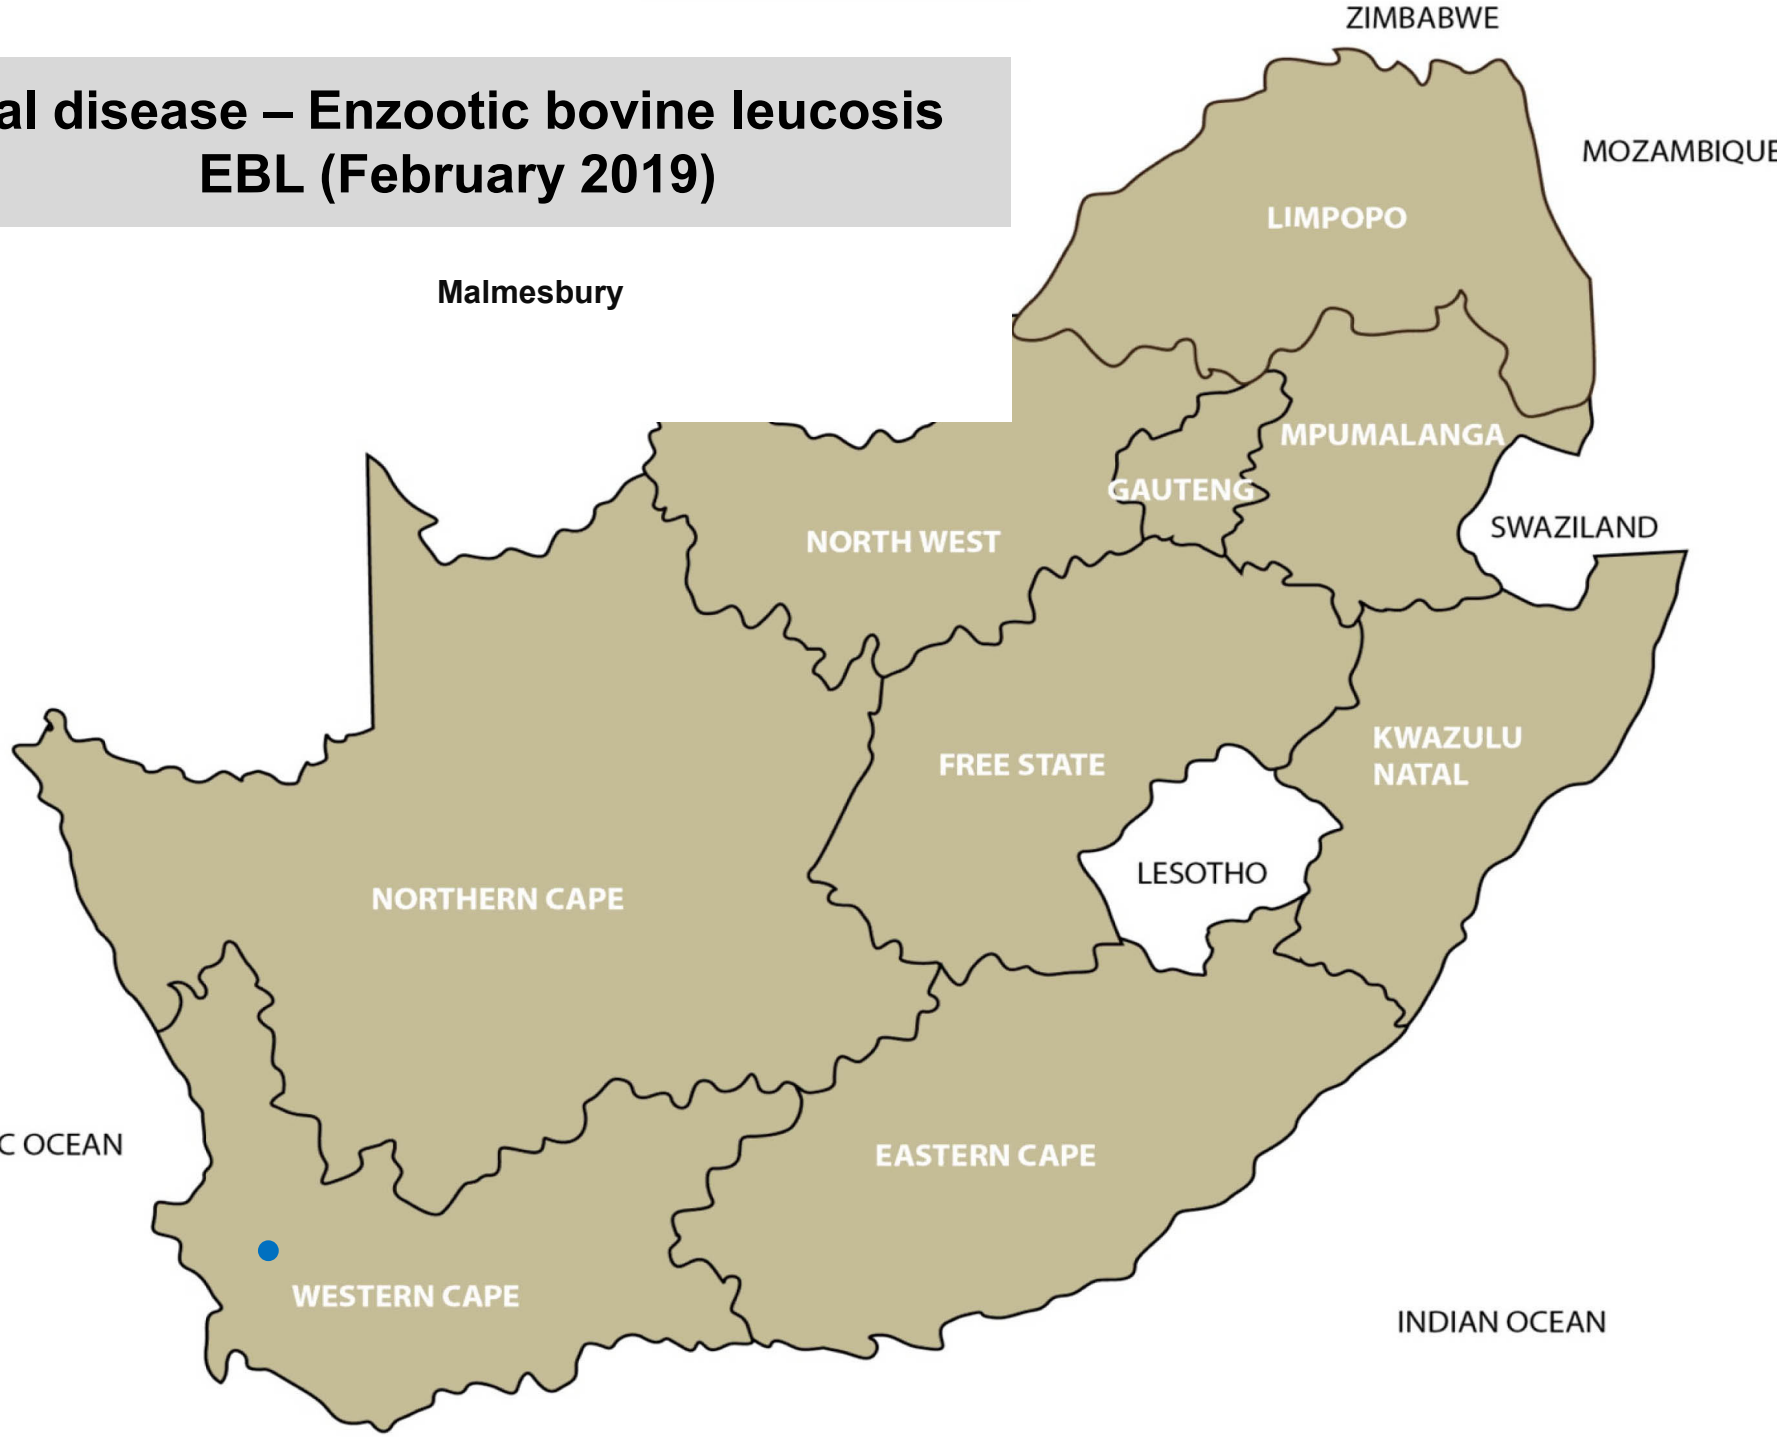 ZIMBABWE
al disease – Enzootic bovine leucosis
EBL (February 2019)
MOZAMBIQUE
LIMPOPO
Malmesbury
MPUMALANGA
GAUTENG
SWAZILAND
NORTH WEST
KWAZULU
NATAL
FREE STATE
LESOTHO
NORTHERN CAPE
C OCEAN
EASTERN CAPE
WESTERN CAPE
INDIAN OCEAN